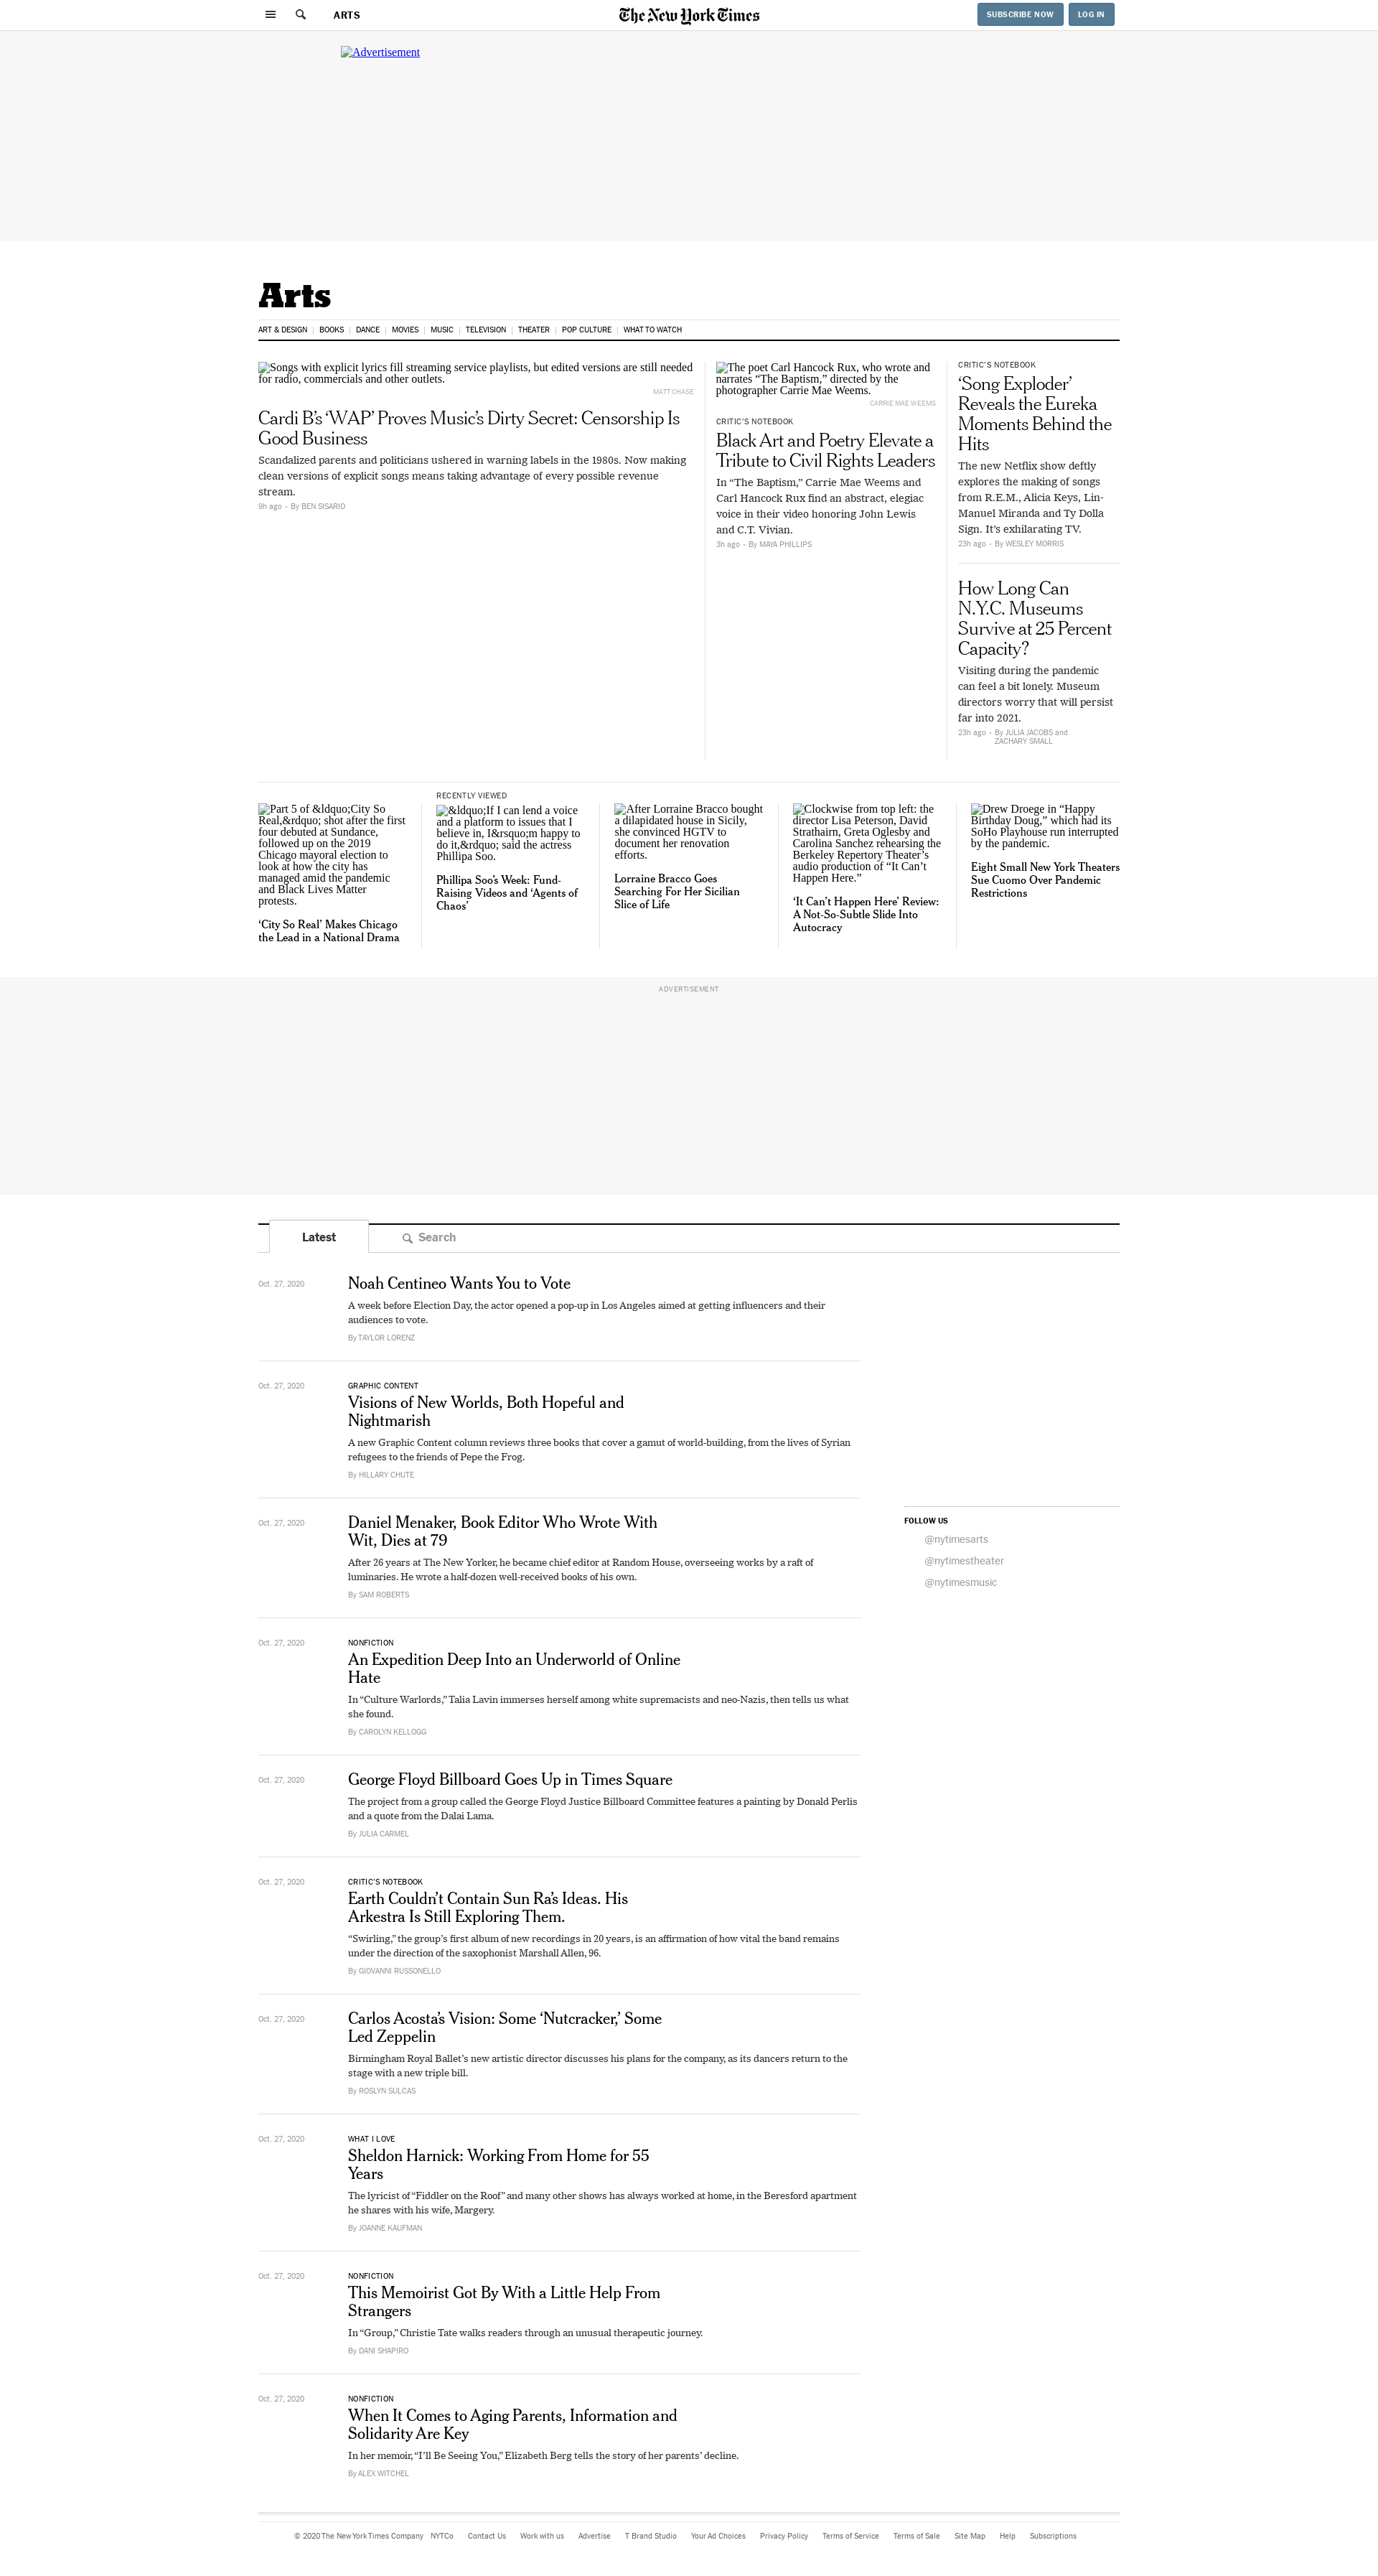 ARTS
The New York Times
SUBSCRIBE NOW
LOG IN
Advertisement
Arts
ART & DESIGN | BOOKS | DANCE | MOVIES | MUSIC | TELEVISION | THEATER | POP CULTURE | WHAT TO WATCH
Songs with explicit lyrics fill streaming service playlists, but edited versions are still needed
for radio, commercials and other outlets.
MATT CHASE
Cardi B’s ‘WAP’ Proves Music’s Dirty Secret: Censorship Is
Good Business
Scandalized parents and politicians ushered in warning labels in the 1980s. Now making
clean versions of explicit songs means taking advantage of every possible revenue
stream.
9h ago • By BEN SISARIO
The poet Carl Hancock Rux, who wrote and
narrates “The Baptism,” directed by the
photographer Carrie Mae Weems.
CARRIE MAE WEEMS
CRITIC’S NOTEBOOK
Black Art and Poetry Elevate a
Tribute to Civil Rights Leaders
In “The Baptism,” Carrie Mae Weems and
Carl Hancock Rux find an abstract, elegiac
voice in their video honoring John Lewis
and C.T. Vivian.
3h ago • By MAYA PHILLIPS
CRITIC’S NOTEBOOK
‘Song Exploder’
Reveals the Eureka
Moments Behind the
Hits
The new Netflix show deftly
explores the making of songs
from R.E.M., Alicia Keys, Lin-
Manuel Miranda and Ty Dolla
Sign. It’s exhilarating TV.
23h ago • By WESLEY MORRIS
How Long Can
N.Y.C. Museums
Survive at 25 Percent
Capacity?
Visiting during the pandemic
can feel a bit lonely. Museum
directors worry that will persist
far into 2021.
23h ago • By JULIA JACOBS and
ZACHARY SMALL
Part 5 of &ldquo;City So
Real,&rdquo; shot after the first
four debuted at Sundance,
followed up on the 2019
Chicago mayoral election to
look at how the city has
managed amid the pandemic
and Black Lives Matter
protests.
‘City So Real’ Makes Chicago
the Lead in a National Drama
RECENTLY VIEWED
&ldquo;If I can lend a voice
and a platform to issues that I
believe in, I&rsquo;m happy to
do it,&rdquo; said the actress
Phillipa Soo.
Phillipa Soo’s Week: Fund-
Raising Videos and ‘Agents of
Chaos’
After Lorraine Bracco bought
a dilapidated house in Sicily,
she convinced HGTV to
document her renovation
efforts.
Lorraine Bracco Goes
Searching For Her Sicilian
Slice of Life
Clockwise from top left: the
director Lisa Peterson, David
Strathairn, Greta Oglesby and
Carolina Sanchez rehearsing the
Berkeley Repertory Theater’s
audio production of “It Can’t
Happen Here.”
‘It Can’t Happen Here’ Review:
A Not-So-Subtle Slide Into
Autocracy
Drew Droege in “Happy
Birthday Doug,” which had its
SoHo Playhouse run interrupted
by the pandemic.
Eight Small New York Theaters
Sue Cuomo Over Pandemic
Restrictions
ADVERTISEMENT
Latest
Search
Oct. 27, 2020
Noah Centineo Wants You to Vote
A week before Election Day, the actor opened a pop-up in Los Angeles aimed at getting influencers and their
audiences to vote.
By TAYLOR LORENZ
Oct. 27, 2020
GRAPHIC CONTENT
Visions of New Worlds, Both Hopeful and
Nightmarish
A new Graphic Content column reviews three books that cover a gamut of world-building, from the lives of Syrian
refugees to the friends of Pepe the Frog.
By HILLARY CHUTE
Oct. 27, 2020
Daniel Menaker, Book Editor Who Wrote With
Wit, Dies at 79
After 26 years at The New Yorker, he became chief editor at Random House, overseeing works by a raft of
luminaries. He wrote a half-dozen well-received books of his own.
By SAM ROBERTS
Oct. 27, 2020
NONFICTION
An Expedition Deep Into an Underworld of Online
Hate
In “Culture Warlords,” Talia Lavin immerses herself among white supremacists and neo-Nazis, then tells us what
she found.
By CAROLYN KELLOGG
Oct. 27, 2020
George Floyd Billboard Goes Up in Times Square
The project from a group called the George Floyd Justice Billboard Committee features a painting by Donald Perlis
and a quote from the Dalai Lama.
By JULIA CARMEL
Oct. 27, 2020
CRITIC’S NOTEBOOK
Earth Couldn’t Contain Sun Ra’s Ideas. His
Arkestra Is Still Exploring Them.
“Swirling,” the group’s first album of new recordings in 20 years, is an affirmation of how vital the band remains
under the direction of the saxophonist Marshall Allen, 96.
By GIOVANNI RUSSONELLO
Oct. 27, 2020
Carlos Acosta’s Vision: Some ‘Nutcracker,’ Some
Led Zeppelin
Birmingham Royal Ballet’s new artistic director discusses his plans for the company, as its dancers return to the
stage with a new triple bill.
By ROSLYN SULCAS
Oct. 27, 2020
WHAT I LOVE
Sheldon Harnick: Working From Home for 55
Years
The lyricist of “Fiddler on the Roof” and many other shows has always worked at home, in the Beresford apartment
he shares with his wife, Margery.
By JOANNE KAUFMAN
Oct. 27, 2020
NONFICTION
This Memoirist Got By With a Little Help From
Strangers
In “Group,” Christie Tate walks readers through an unusual therapeutic journey.
By DANI SHAPIRO
Oct. 27, 2020
NONFICTION
When It Comes to Aging Parents, Information and
Solidarity Are Key
In her memoir, “I’ll Be Seeing You,” Elizabeth Berg tells the story of her parents’ decline.
By ALEX WITCHEL
FOLLOW US
@nytimesarts
@nytimestheater
@nytimesmusic
© 2020 The New York Times Company NYTCo Contact Us Work with us Advertise T Brand Studio Your Ad Choices Privacy Policy Terms of Service Terms of Sale Site Map Help Subscriptions